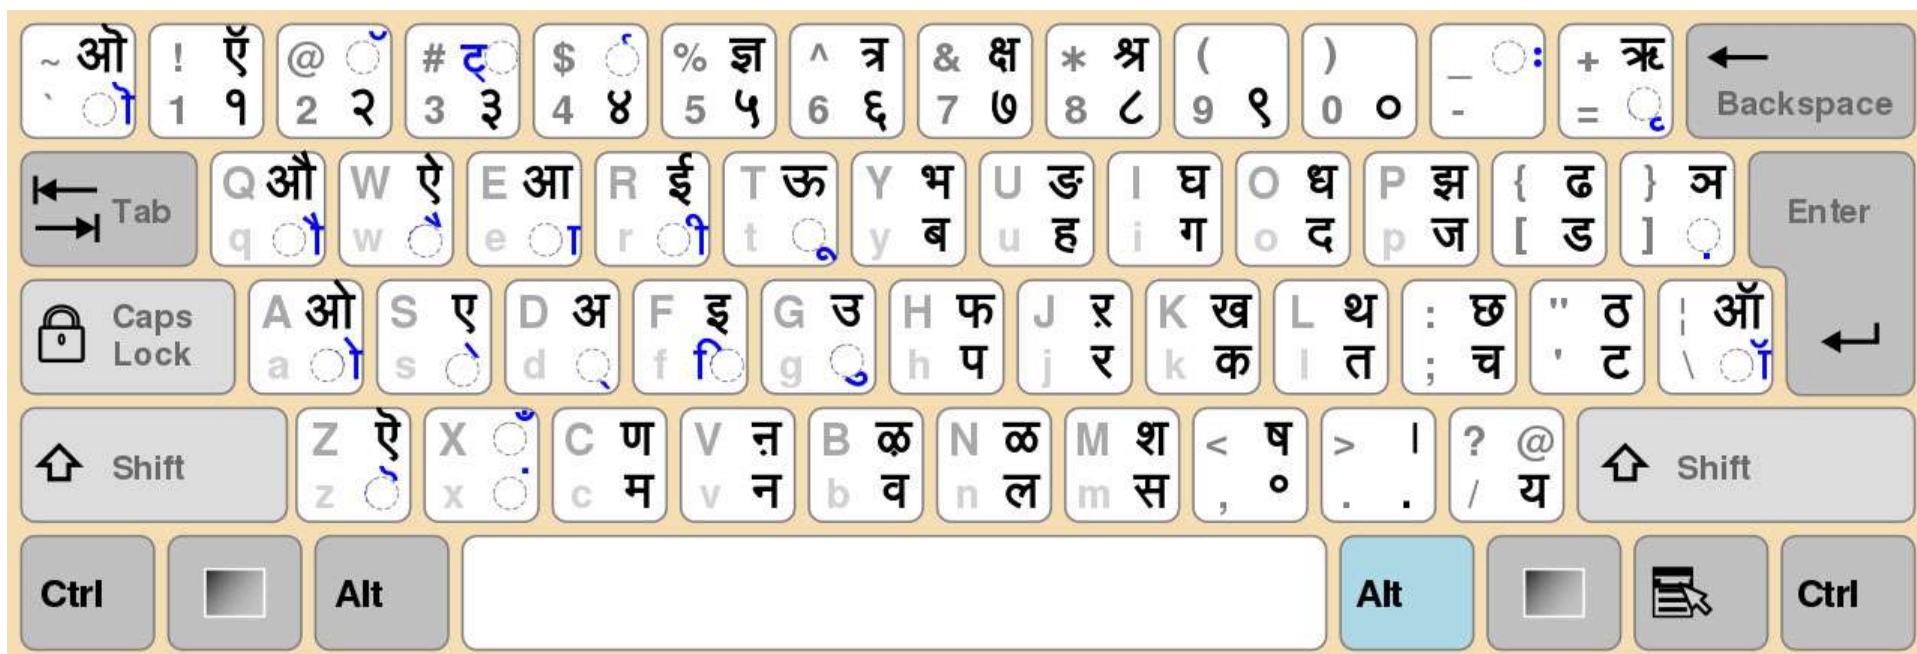 ~ ऒ ! ऍ @ ॅ # ट् $ र् % ज्ञ ^ त्र & क्ष * श्र ( ) _ ः + ऋ
` ॊ 1 १ 2 २ 3 ३ 4 ४ 5 ५ 6 ६ 7 ७ 8 ८ 9 ९ 0 ० - = ृ Backspace
Tab Q औ W ऐ E आ R ई T ऊ Y भ U ङ I घ O ध P झ { ढ } ञ Enter
q ौ w ै e ा r ी t ू y ब u ह i ग o द p ज [ ड ] ़
Caps Lock A ओ S ए D अ F इ G उ H फ J ऱ K ख L थ : छ " ठ ¦ ऑ
a ो s े d ् f ि g ु h प j र k क l त ; च ' ट \ ॉ
Shift Z ऎ X ँ C ण V ऩ B ऴ N ळ M श < ष > । ? @ Shift
z ॆ x ं c म v न b व n ल m स , ॰ . . / य
Ctrl Alt Alt Ctrl